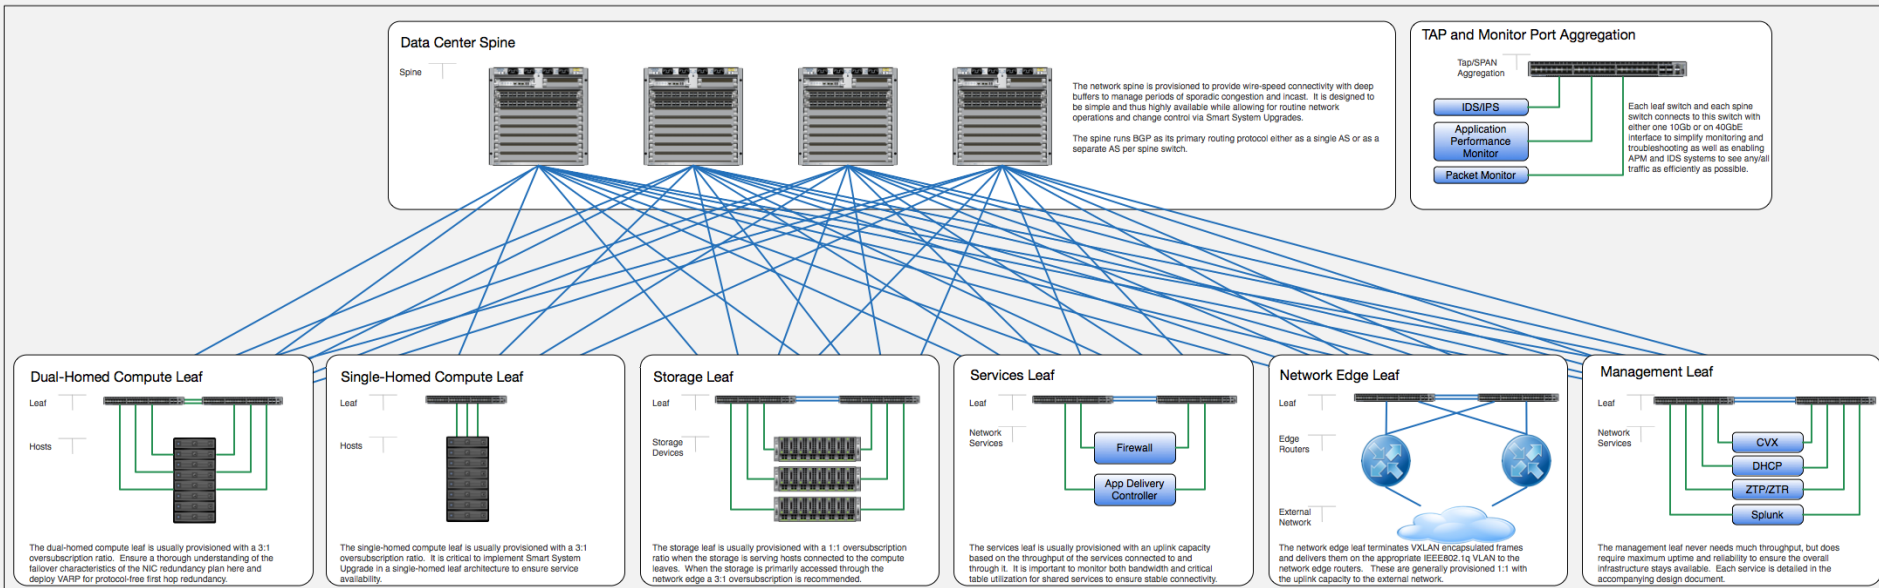 Data Center Spine
Spine
The network spine is provisioned to provide wire-speed connectivity with deep
buffers to manage periods of sporadic congestion and incast. It is designed to
be simple and thus highly available while allowing for routine network
operations and change control via Smart System Upgrades.
The spine runs BGP as its primary routing protocol either as a single AS or as a
separate AS per spine switch.
TAP and Monitor Port Aggregation
Tap/SPAN
Aggregation
IDS/IPS
Application
Performance
Monitor
Packet Monitor
Each leaf switch and each spine
switch connects to this switch with
either one 10Gb or on 40GbE
interface to simplify monitoring and
troubleshooting as well as enabling
APM and IDS systems to see any/all
traffic as efficiently as possible.
Dual-Homed Compute Leaf
Leaf
Hosts
The dual-homed compute leaf is usually provisioned with a 3:1
oversubscription ratio. Ensure a thorough understanding of the
failover characteristics of the NIC redundancy plan here and
deploy VARP for protocol-free first hop redundancy.
Single-Homed Compute Leaf
Leaf
Hosts
The single-homed compute leaf is usually provisioned with a 3:1
oversubscription ratio. It is critical to implement Smart System
Upgrade in a single-homed leaf architecture to ensure service
availability.
Storage Leaf
Leaf
Storage
Devices
The storage leaf is usually provisioned with a 1:1 oversubscription
ratio when the storage is serving hosts connected to the compute
leaves. When the storage is primarily accessed through the
network edge a 3:1 oversubscription is recommended.
Services Leaf
Leaf
Network
Services
Firewall
App Delivery
Controller
The services leaf is usually provisioned with an uplink capacity
based on the throughput of the services connected to and
through it. It is important to monitor both bandwidth and critical
table utilization for shared services to ensure stable connectivity.
Network Edge Leaf
Leaf
Edge
Routers
External
Network
The network edge leaf terminates VXLAN encapsulated frames
and delivers them on the appropriate IEEE802.1q VLAN to the
network edge routers. These are generally provisioned 1:1 with
the uplink capacity to the external network.
Management Leaf
Leaf
Network
Services
CVX
DHCP
ZTP/ZTR
Splunk
The management leaf never needs much throughput, but does
require maximum uptime and reliability to ensure the overall
infrastructure stays available. Each service is detailed in the
accompanying design document.